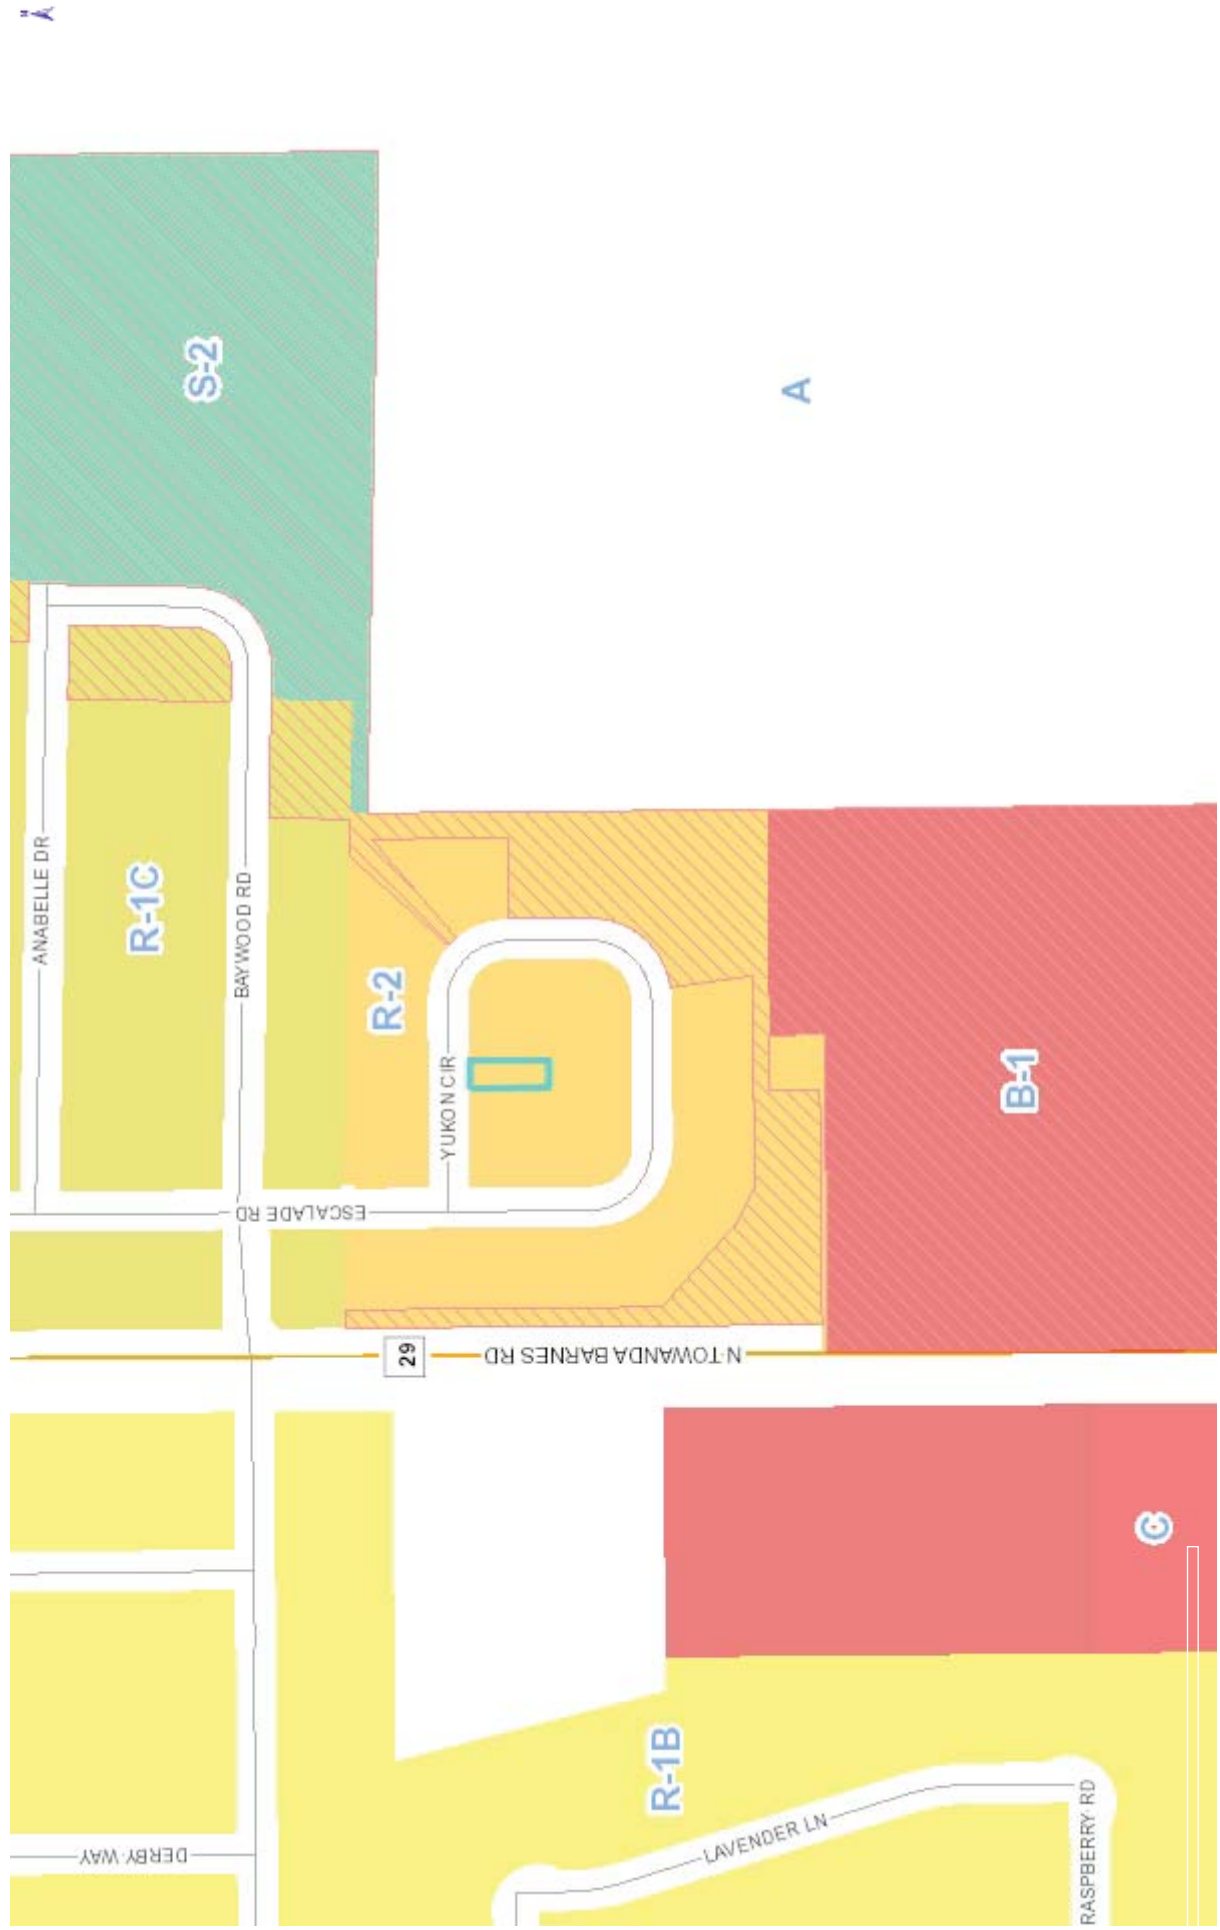 S-2
A
ANABELLE DR
R-1C
BAYWOOD RD
R-2
YUKON CIR
B-1
ESCALADE RD
29
N TOWANDA BARNES RD
C
R-1B
LAVENDER LN
DERBY WAY
RASPBERRY RD